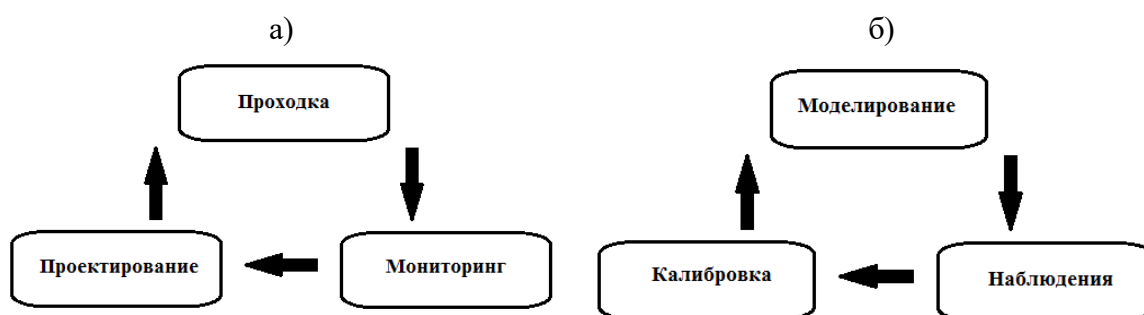 а)
б)
Проходка
Моделирование
Проектирование
Мониторинг
Калибровка
Наблюдения